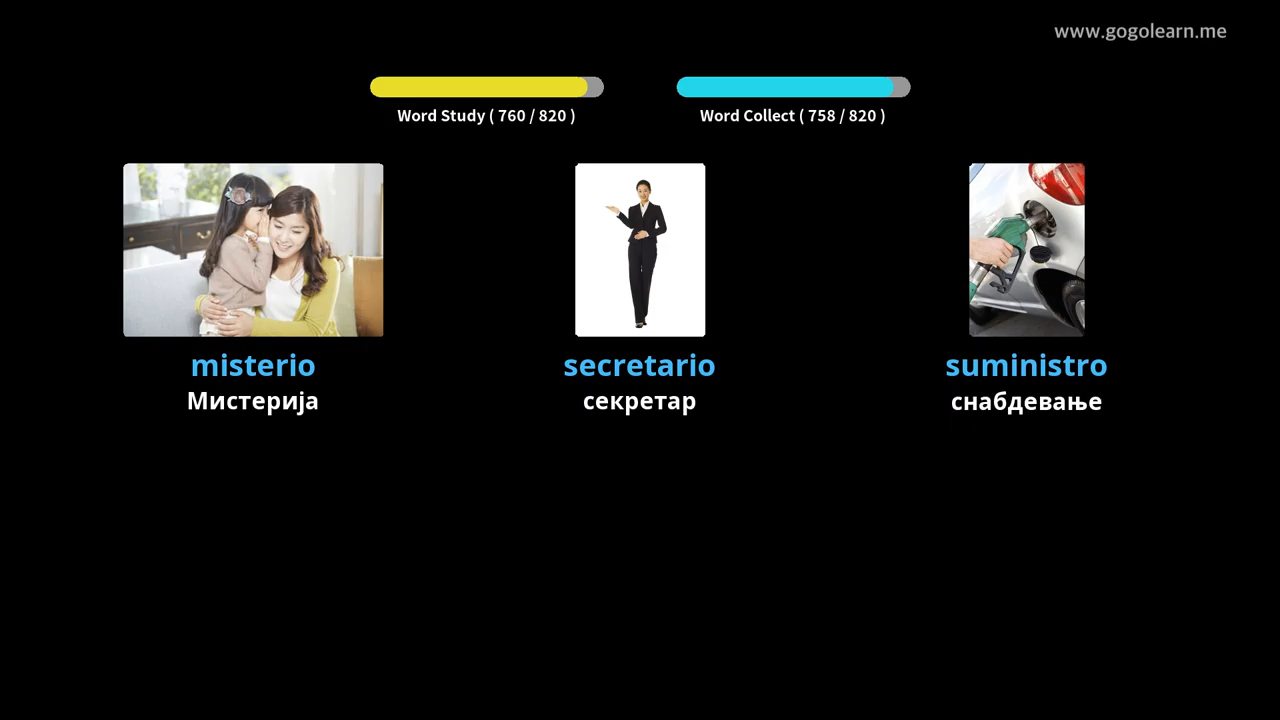 www.gogolearn.me
Word Study ( 760 / 820 )
Word Collect ( 758 / 820 )
misterio
Мистерија
secretario
секретар
suministro
снабдевање